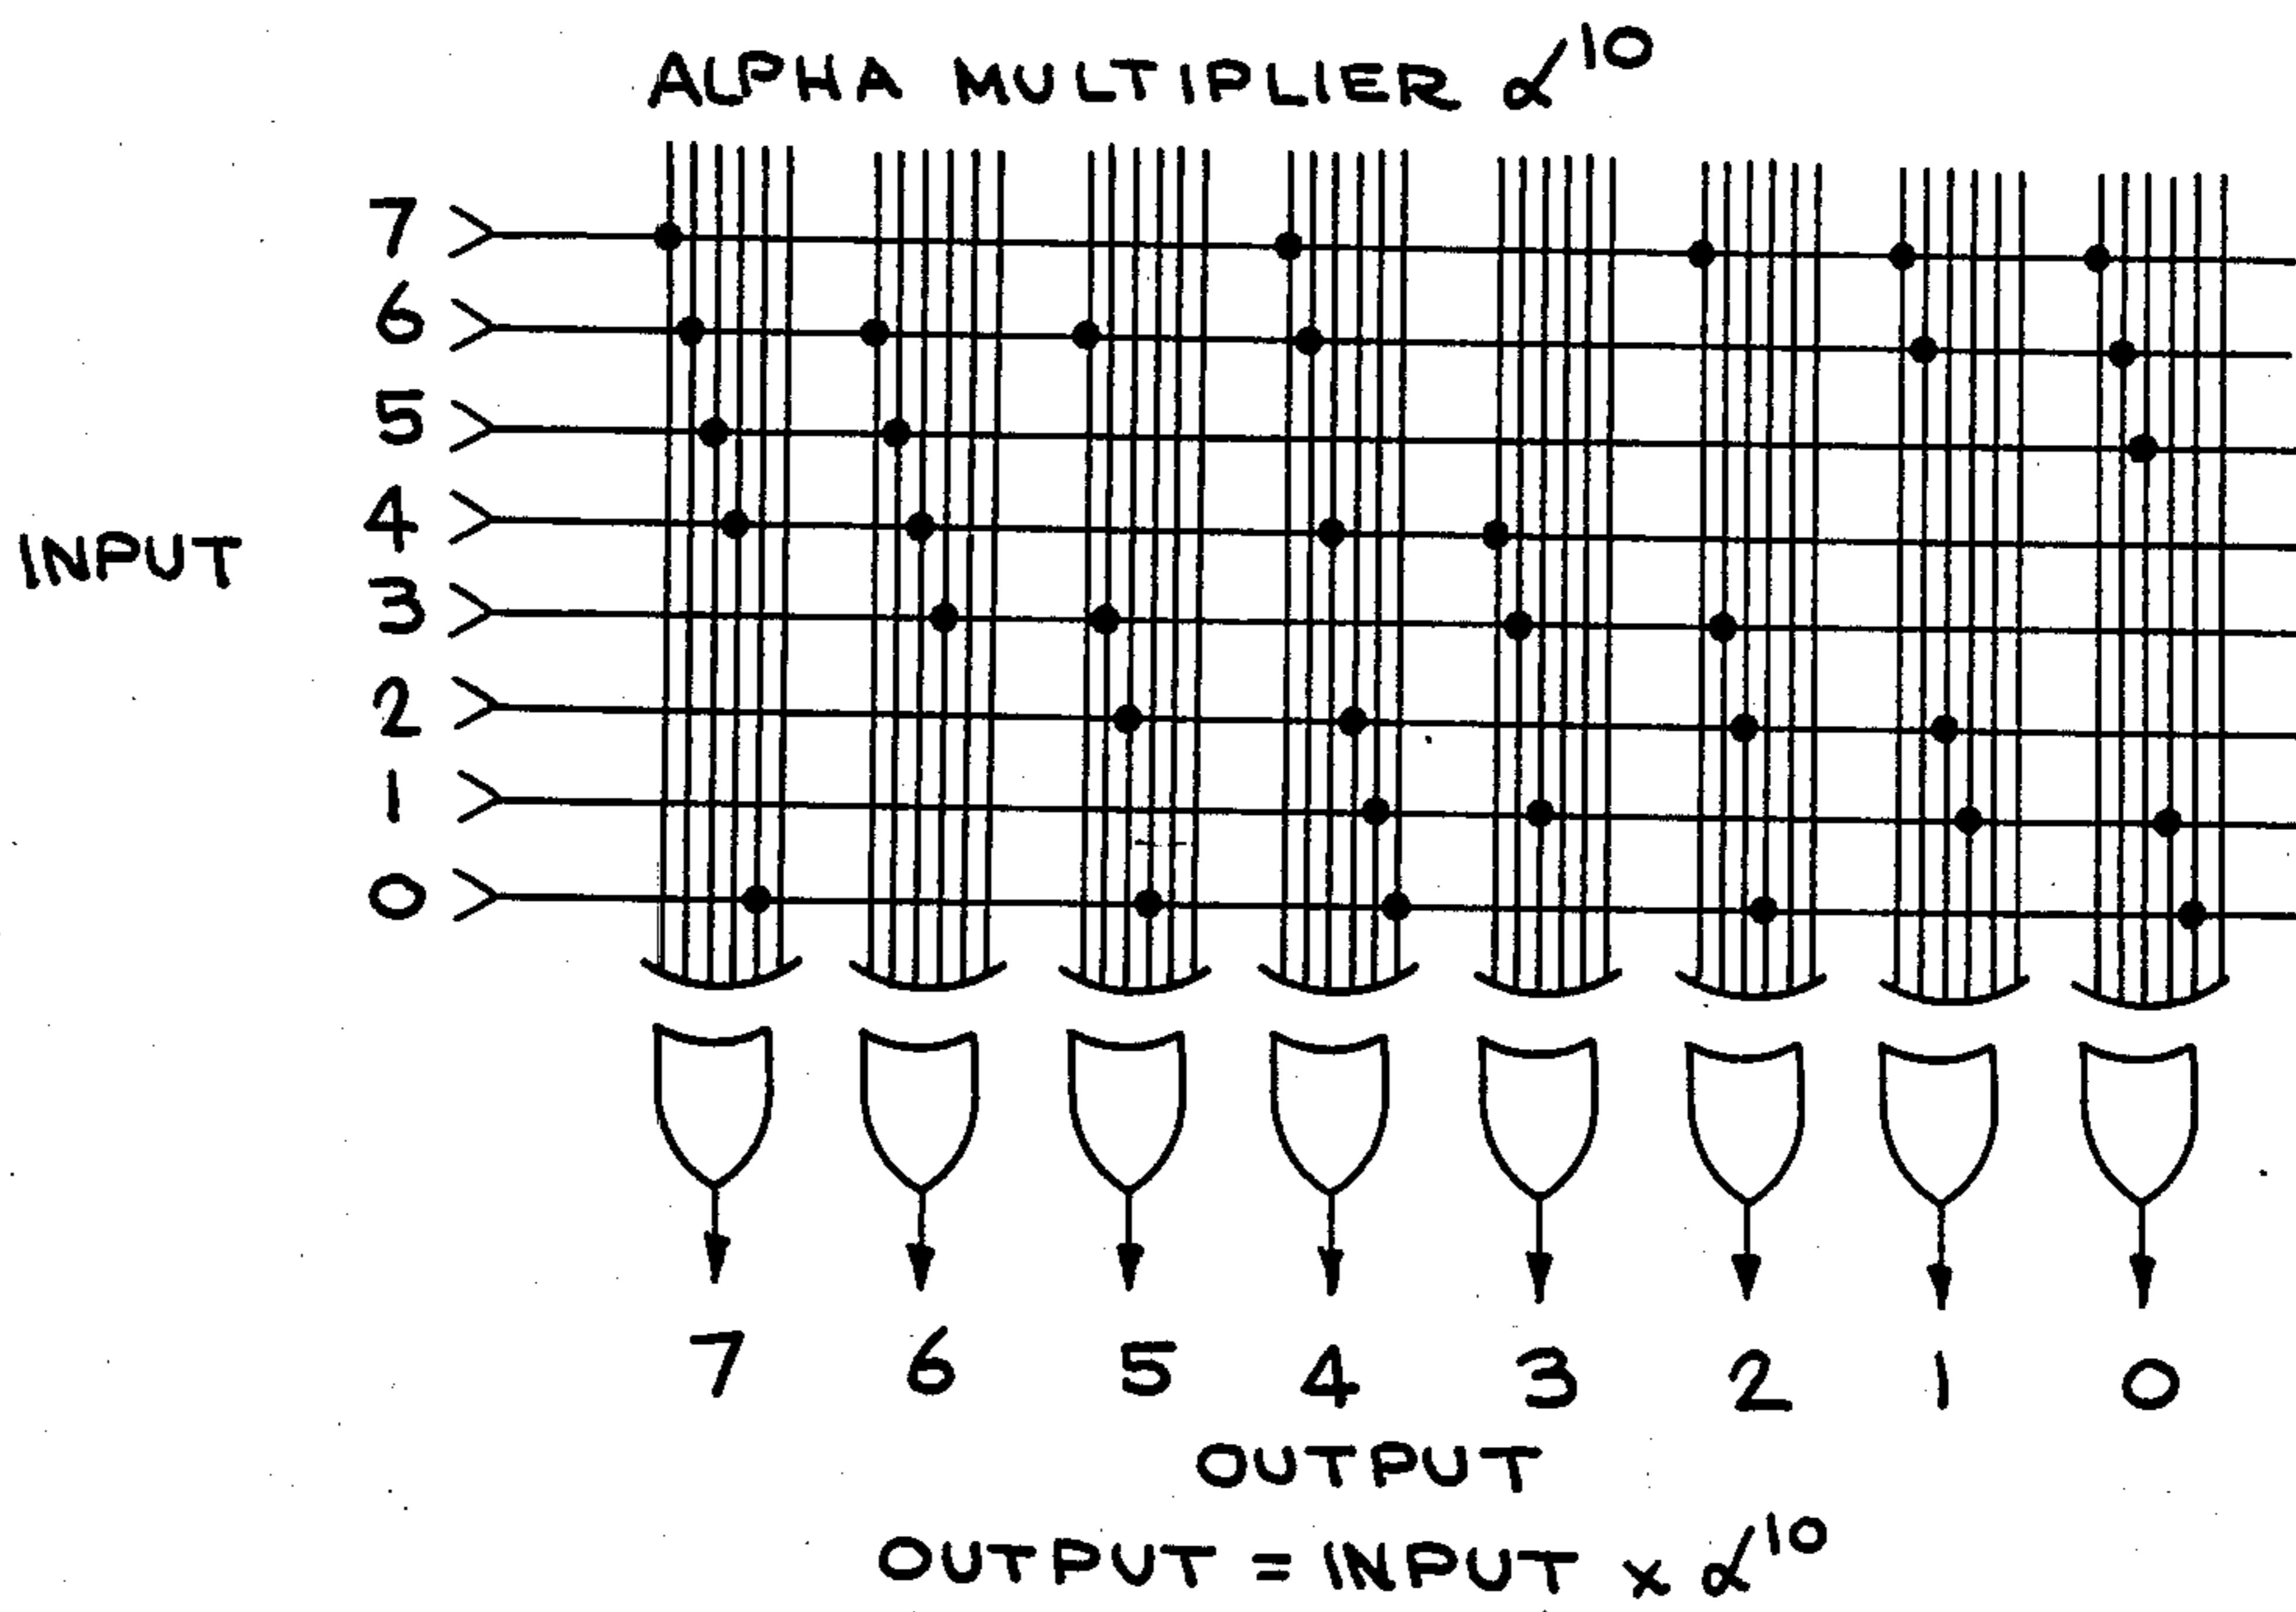 ALPHA MULTIPLIER α¹⁰
7
6
5
4
INPUT
3
2
1
0
7 6 5 4 3 2 1 0
OUTPUT
OUTPUT = INPUT x α¹⁰